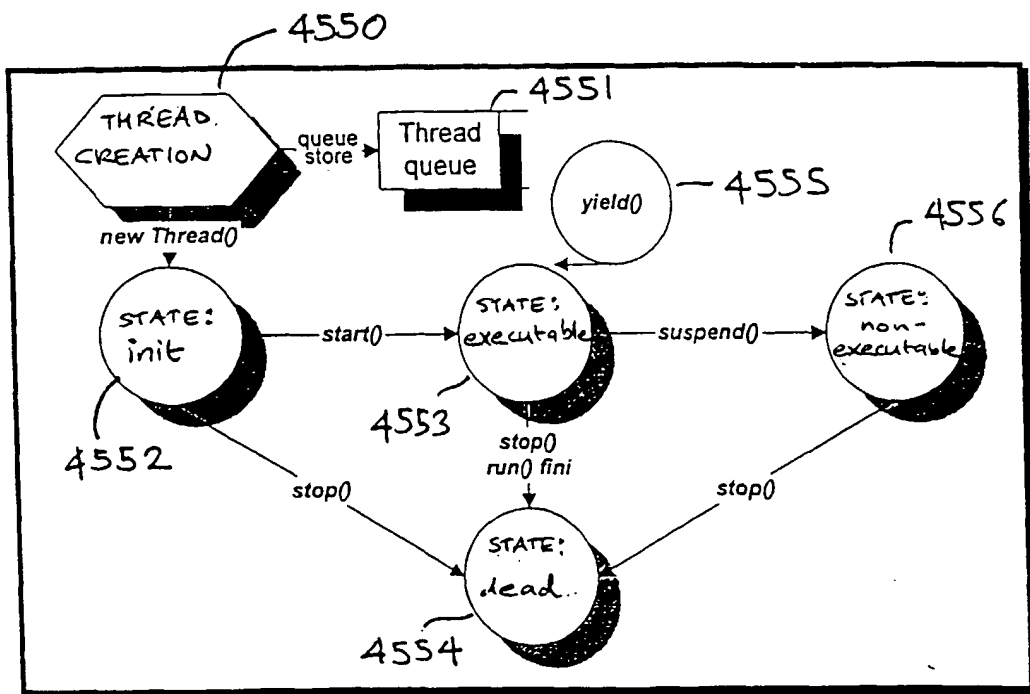 4550
THREAD.
CREATION
queue
store
Thread
queue
4551
yield()
4555
4556
new Thread()
STATE:
init
start()
STATE:
executable
suspend()
STATE:
non-
executable
4552
4553
stop()
run() fini
stop()
stop()
STATE:
dead..
4554